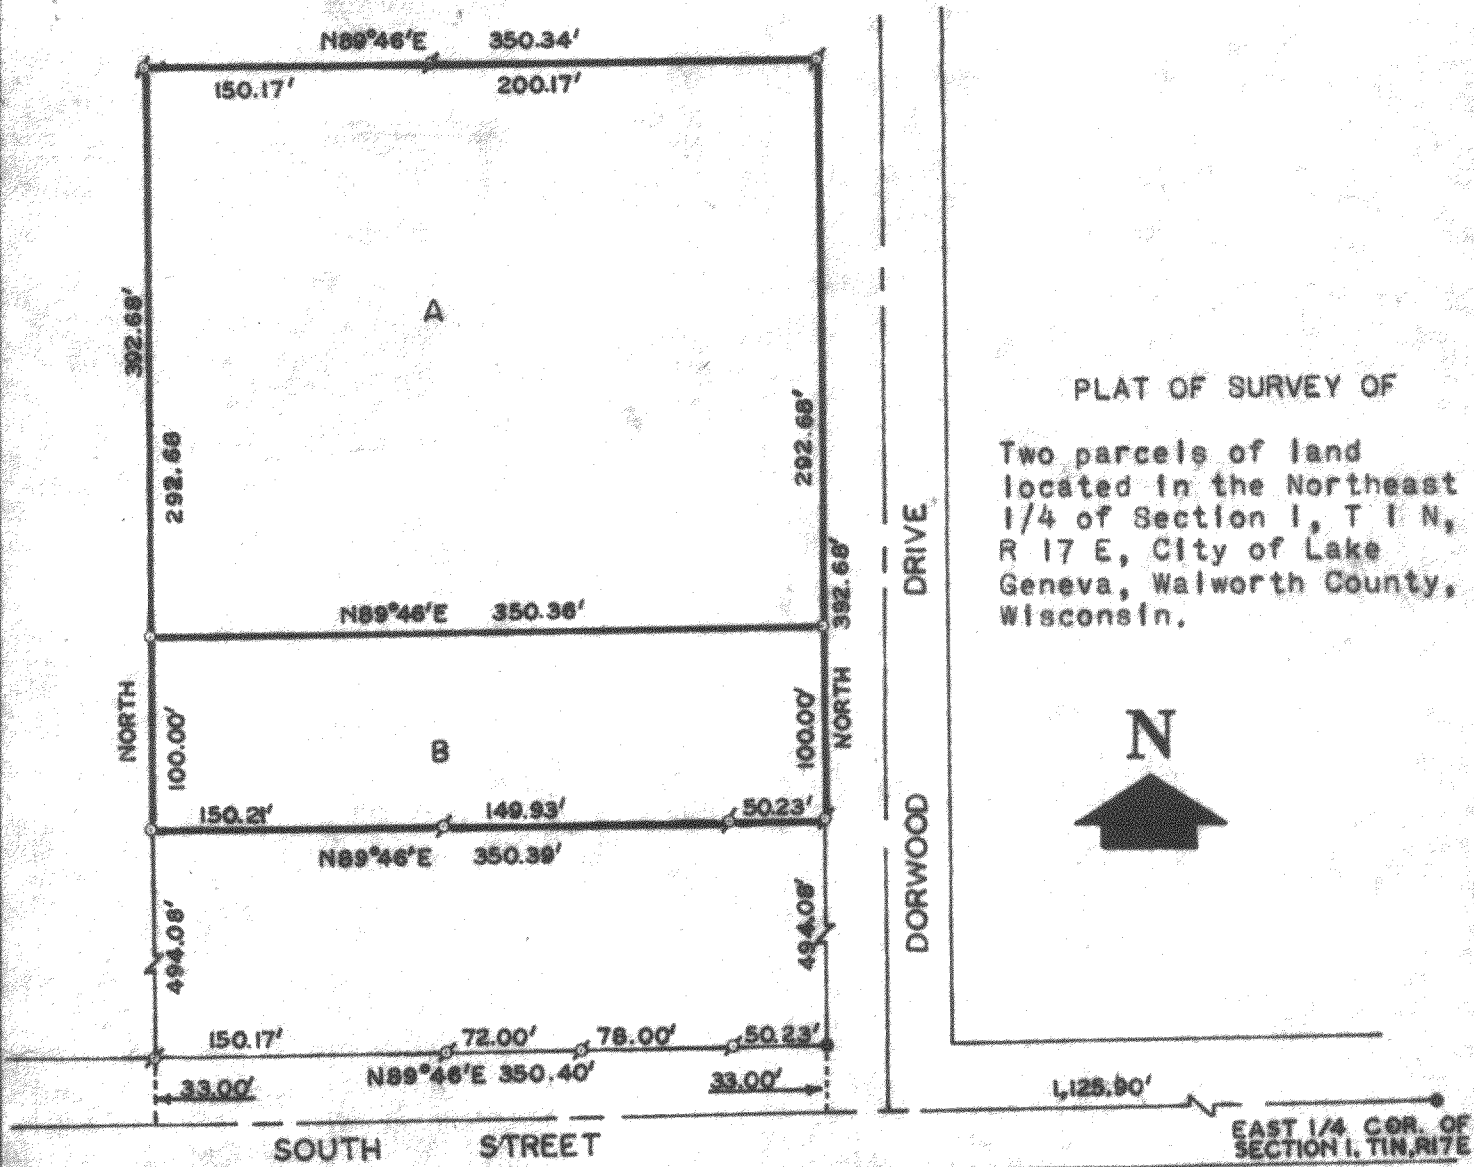 N89°46'E 350.34'
150.17' 200.17'
A
392.68'
292.68
292.68'
392.68'
N89°46'E 350.36'
NORTH
100.00'
B
100.00'
NORTH
150.21' 149.93' 50.23'
N89°46'E 350.39'
494.08'
494.08'
150.17' 72.00' 78.00' 50.23'
N89°46'E 350.40'
33.00' 33.00'
SOUTH STREET
DORWOOD DRIVE
PLAT OF SURVEY OF
Two parcels of land
located in the Northeast
1/4 of Section 1, T 1 N,
R 17 E, City of Lake
Geneva, Walworth County,
Wisconsin.
N
1,125.90'
EAST 1/4 COR. OF
SECTION 1, T1N, R17E